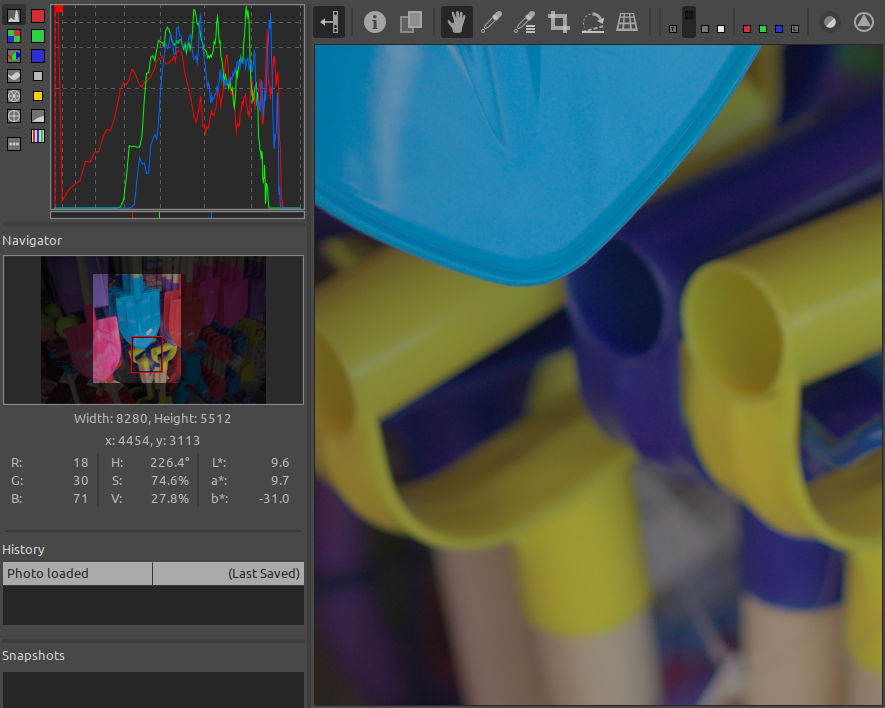 Navigator
Width: 8280, Height: 5512
x: 4454, y: 3113
R: 18 H: 226.4° L*: 9.6
G: 30 S: 74.6% a*: 9.7
B: 71 V: 27.8% b*: -31.0
History
Photo loaded (Last Saved)
Snapshots